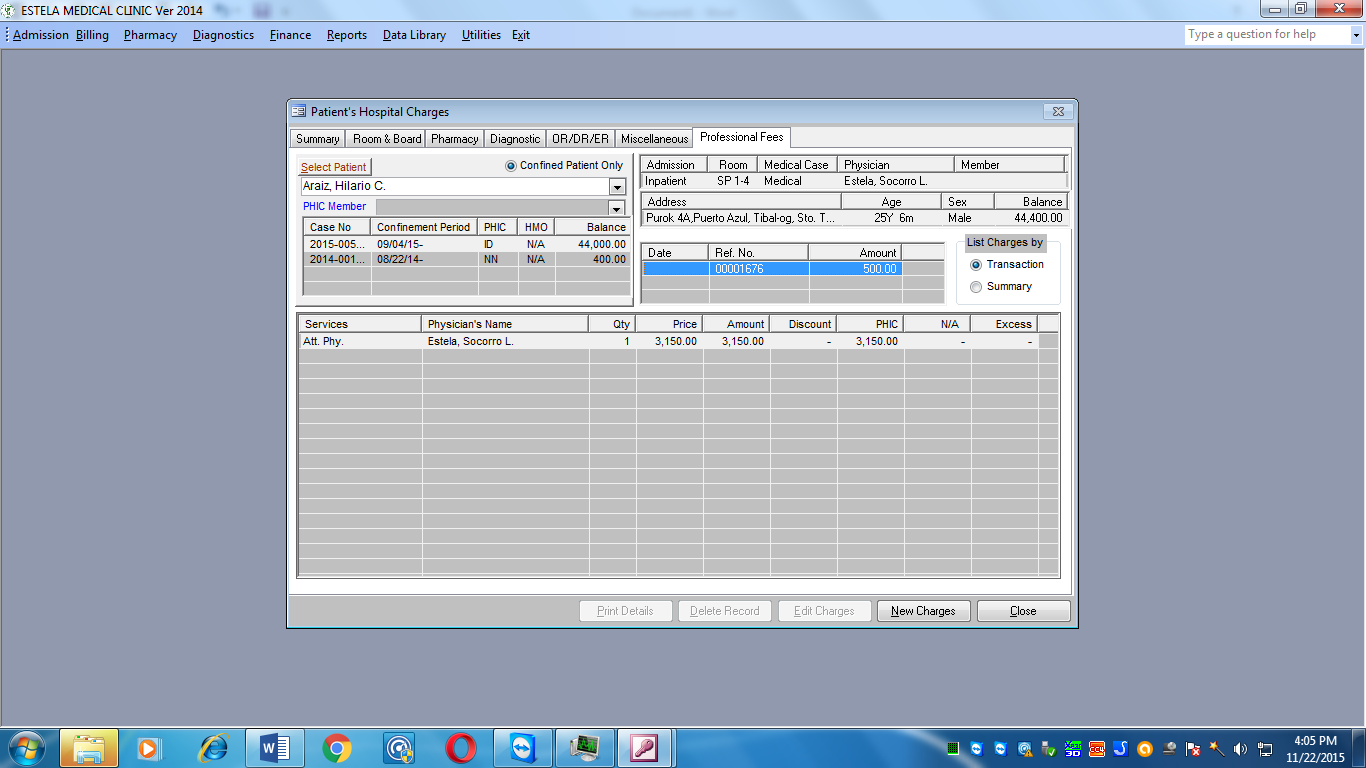 ESTELA MEDICAL CLINIC Ver 2014
Admission Billing Pharmacy Diagnostics Finance Reports Data Library Utilities Exit Type a question for help
Patient's Hospital Charges
Summary Room & Board Pharmacy Diagnostic OR/DR/ER Miscellaneous Professional Fees
Select Patient Confined Patient Only
Araiz, Hilario C.
PHIC Member
Case No Confinement Period PHIC HMO Balance
2015-005... 09/04/15- ID N/A 44,000.00
2014-001... 08/22/14- NN N/A 400.00
Admission Room Medical Case Physician Member
Inpatient SP 1-4 Medical Estela, Socorro L.
Address Age Sex Balance
Purok 4A,Puerto Azul, Tibal-og, Sto. T... 25Y 6m Male 44,400.00
Date Ref. No. Amount
00001676 500.00
List Charges by
Transaction
Summary
Services Physician's Name Qty Price Amount Discount PHIC N/A Excess
Att. Phy. Estela, Socorro L. 1 3,150.00 3,150.00 - 3,150.00 - -
Print Details Delete Record Edit Charges New Charges Close
4:05 PM
11/22/2015